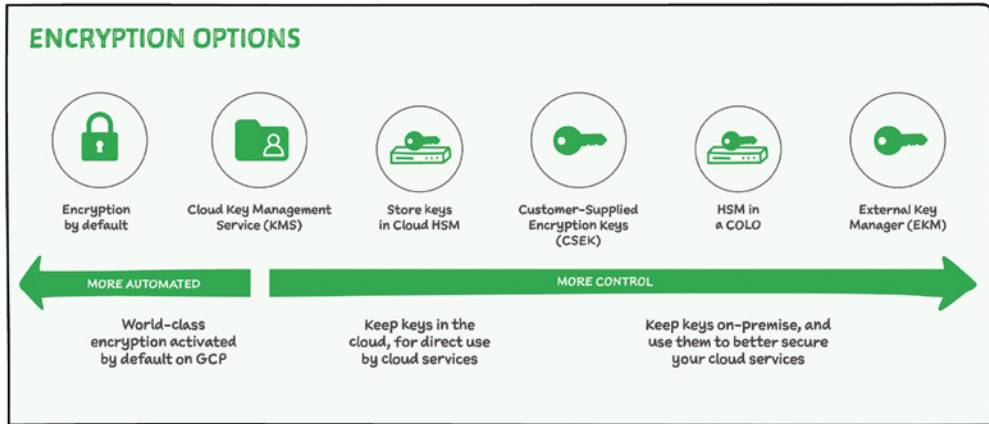 ENCRYPTION OPTIONS
Encryption
by default
Cloud Key Management
Service (KMS)
Store keys
in Cloud HSM
Customer-Supplied
Encryption Keys
(CSEK)
HSM in
a COLO
External Key
Manager (EKM)
MORE AUTOMATED
MORE CONTROL
World-class
encryption activated
by default on GCP
Keep keys in the
cloud, for direct use
by cloud services
Keep keys on-premise, and
use them to better secure
your cloud services